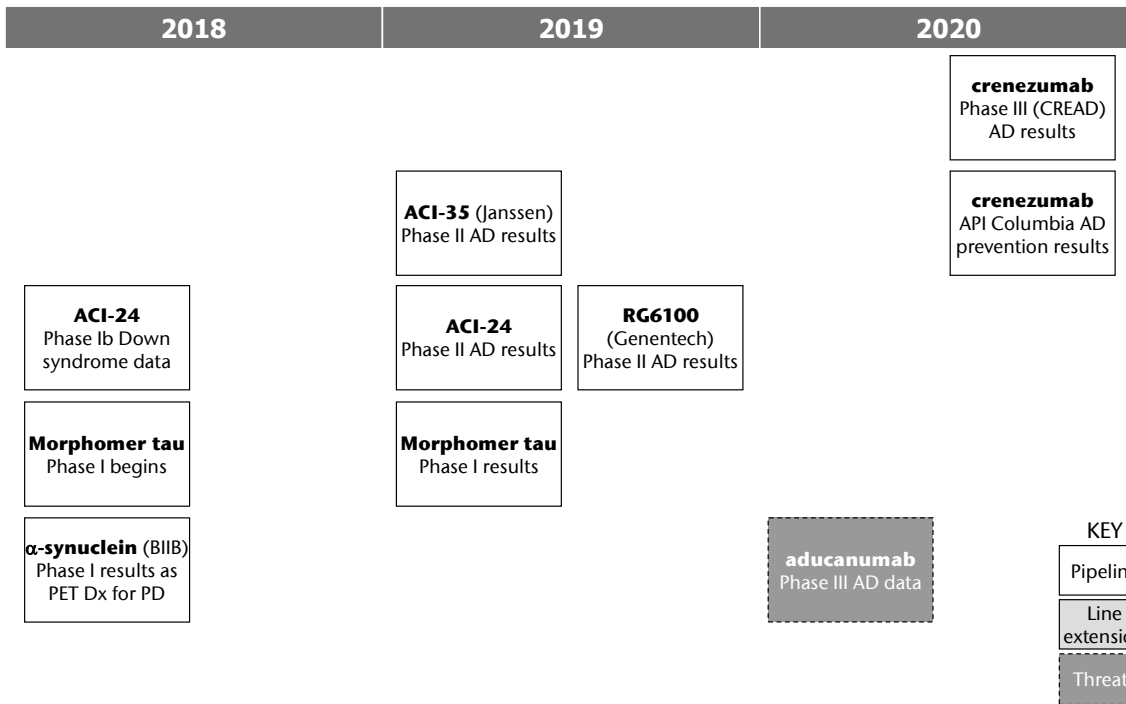 2018
2019
2020
crenezumab
Phase III (CREAD)
AD results
ACI-35 (Janssen)
Phase II AD results
crenezumab
API Columbia AD
prevention results
ACI-24
Phase Ib Down
syndrome data
ACI-24
Phase II AD results
RG6100
(Genentech)
Phase II AD results
Morphomer tau
Phase I begins
Morphomer tau
Phase I results
α-synuclein (BIIB)
Phase I results as
PET Dx for PD
aducanumab
Phase III AD data
KEY
Pipelin
Line
extensio
Threat